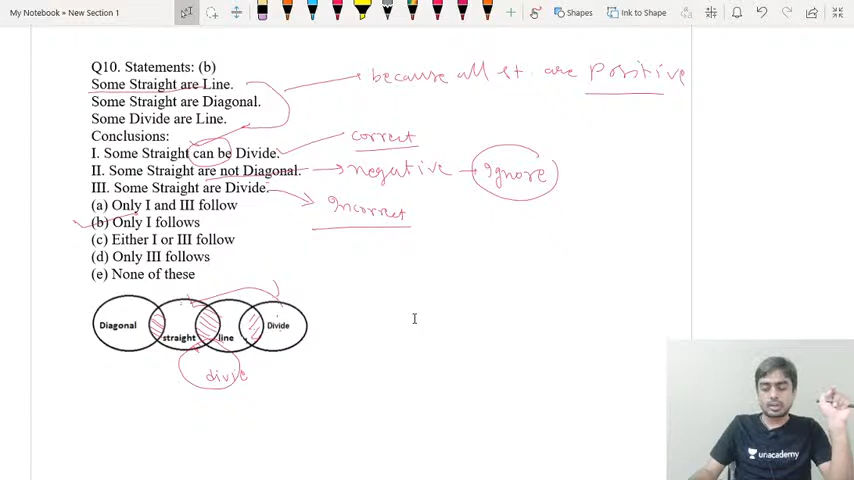 My Notebook » New Section 1
Shapes
Ink to Shape
Q10. Statements: (b)
Some Straight are Line.
Some Straight are Diagonal.
Some Divide are Line.
because all st. are Positive
Conclusions:
I. Some Straight can be Divide.
correct
II. Some Straight are not Diagonal.
negative
Ignore
III. Some Straight are Divide.
Incorrect
(a) Only I and III follow
(b) Only I follows
(c) Either I or III follow
(d) Only III follows
(e) None of these
Diagonal
straight
line
Divide
divie
unacademy